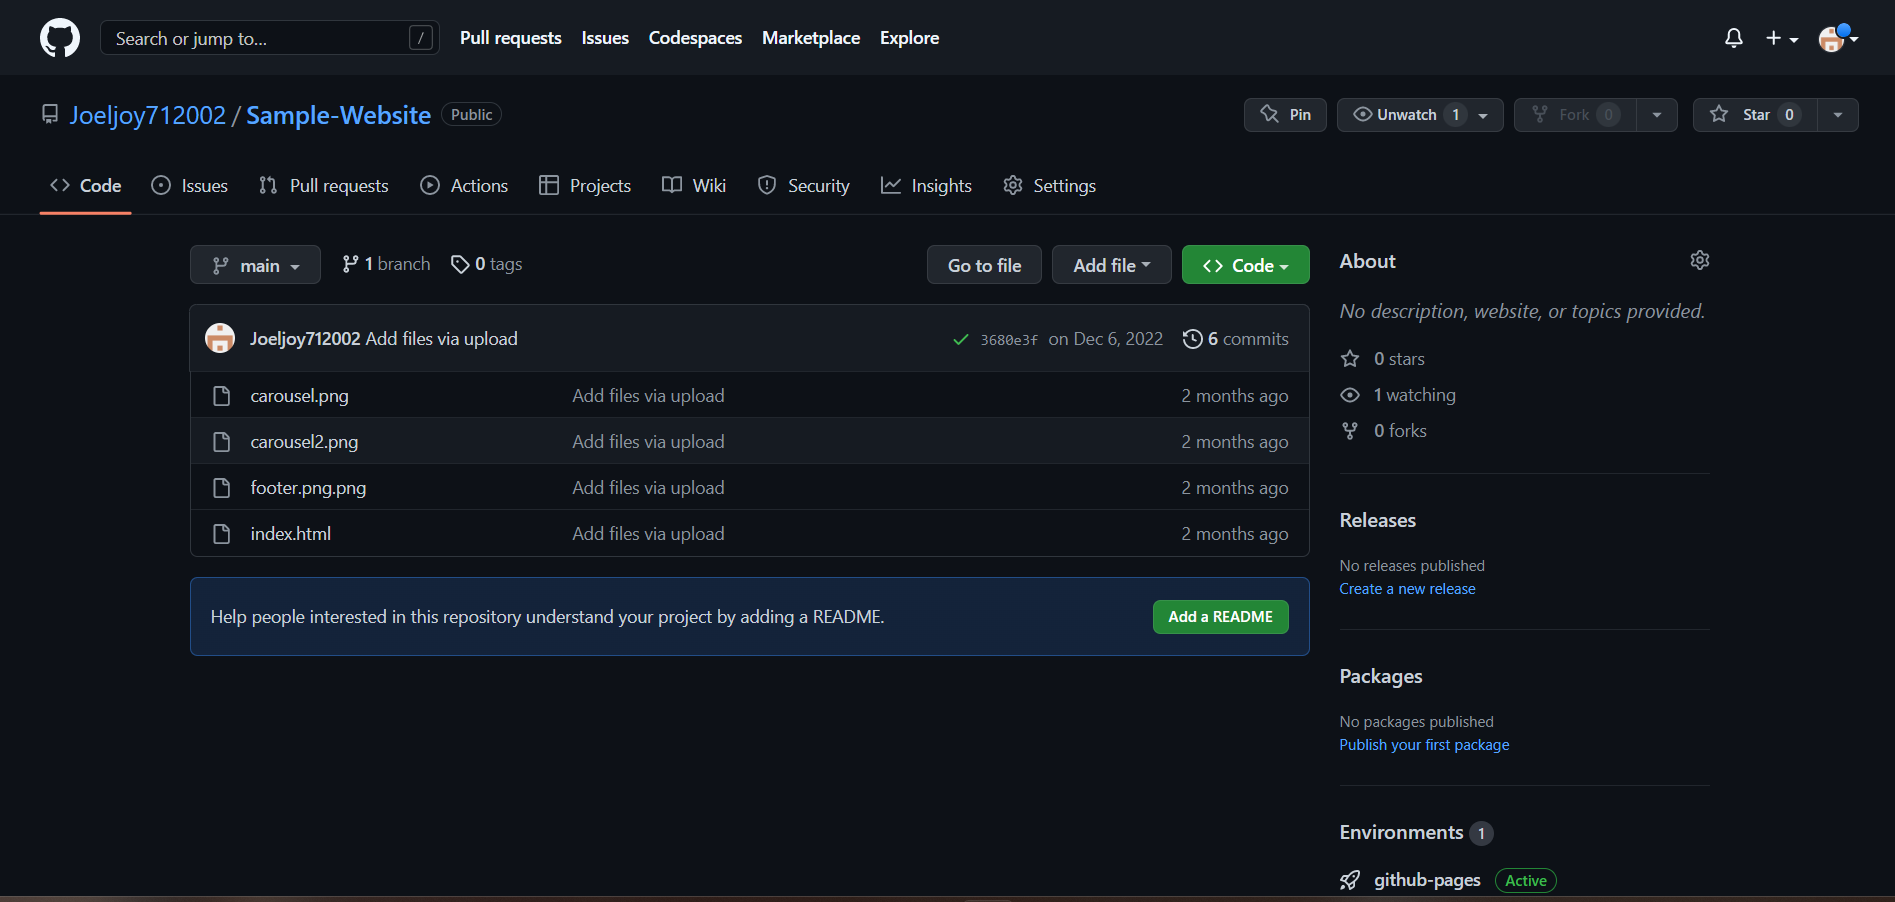 Search or jump to... /
Pull requests Issues Codespaces Marketplace Explore
Joeljoy712002 / Sample-Website Public
Pin Unwatch 1 Fork 0 Star 0
Code Issues Pull requests Actions Projects Wiki Security Insights Settings
main 1 branch 0 tags Go to file Add file Code
Joeljoy712002 Add files via upload 3680e3f on Dec 6, 2022 6 commits
carousel.png Add files via upload 2 months ago
carousel2.png Add files via upload 2 months ago
footer.png.png Add files via upload 2 months ago
index.html Add files via upload 2 months ago
Help people interested in this repository understand your project by adding a README. Add a README
About
No description, website, or topics provided.
0 stars
1 watching
0 forks
Releases
No releases published
Create a new release
Packages
No packages published
Publish your first package
Environments 1
github-pages Active